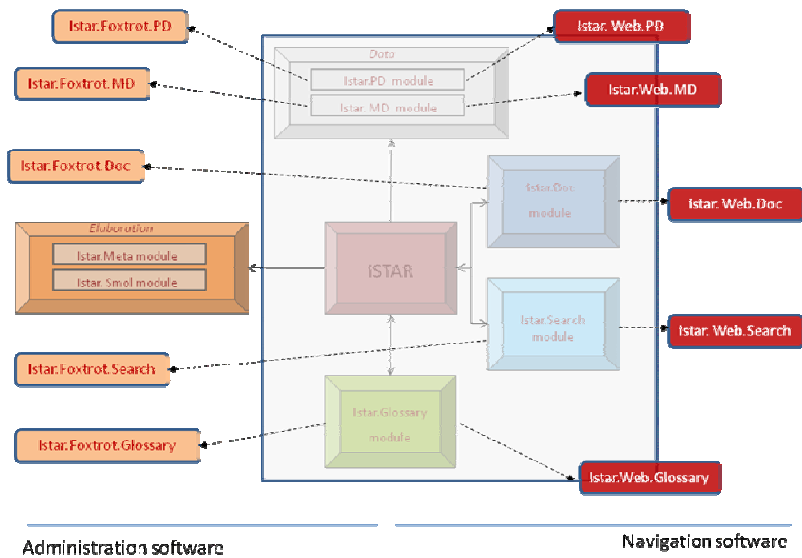 Istar.Foxtrot.PD
Istar. Web.PD
Data
Istar.PD module
Istar.Foxtrot.MD
Istar.Web.MD
Istar. MD module
Istar.Foxtrot.Doc
Istar.Doc
module
Istar. Web.Doc
Elaboration
Istar.Meta module
Istar. Smol module
ISTAR
Istar.Search
module
Istar. Web.Search
Istar.Foxtrot.Search
Istar.Glossary
module
Istar.Foxtrot.Glossary
Istar.Web.Glossary
Administration software
Navigation software